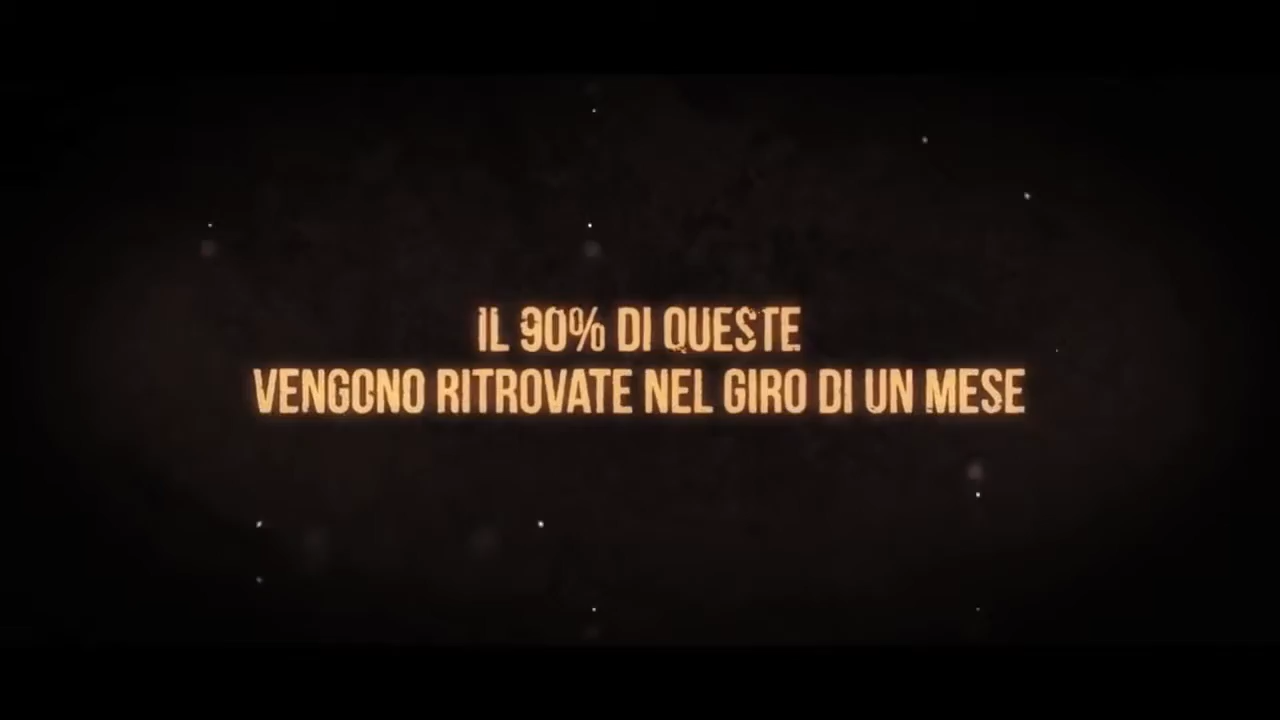 IL 90% DI QUESTE
VENGONO RITROVATE NEL GIRO DI UN MESE